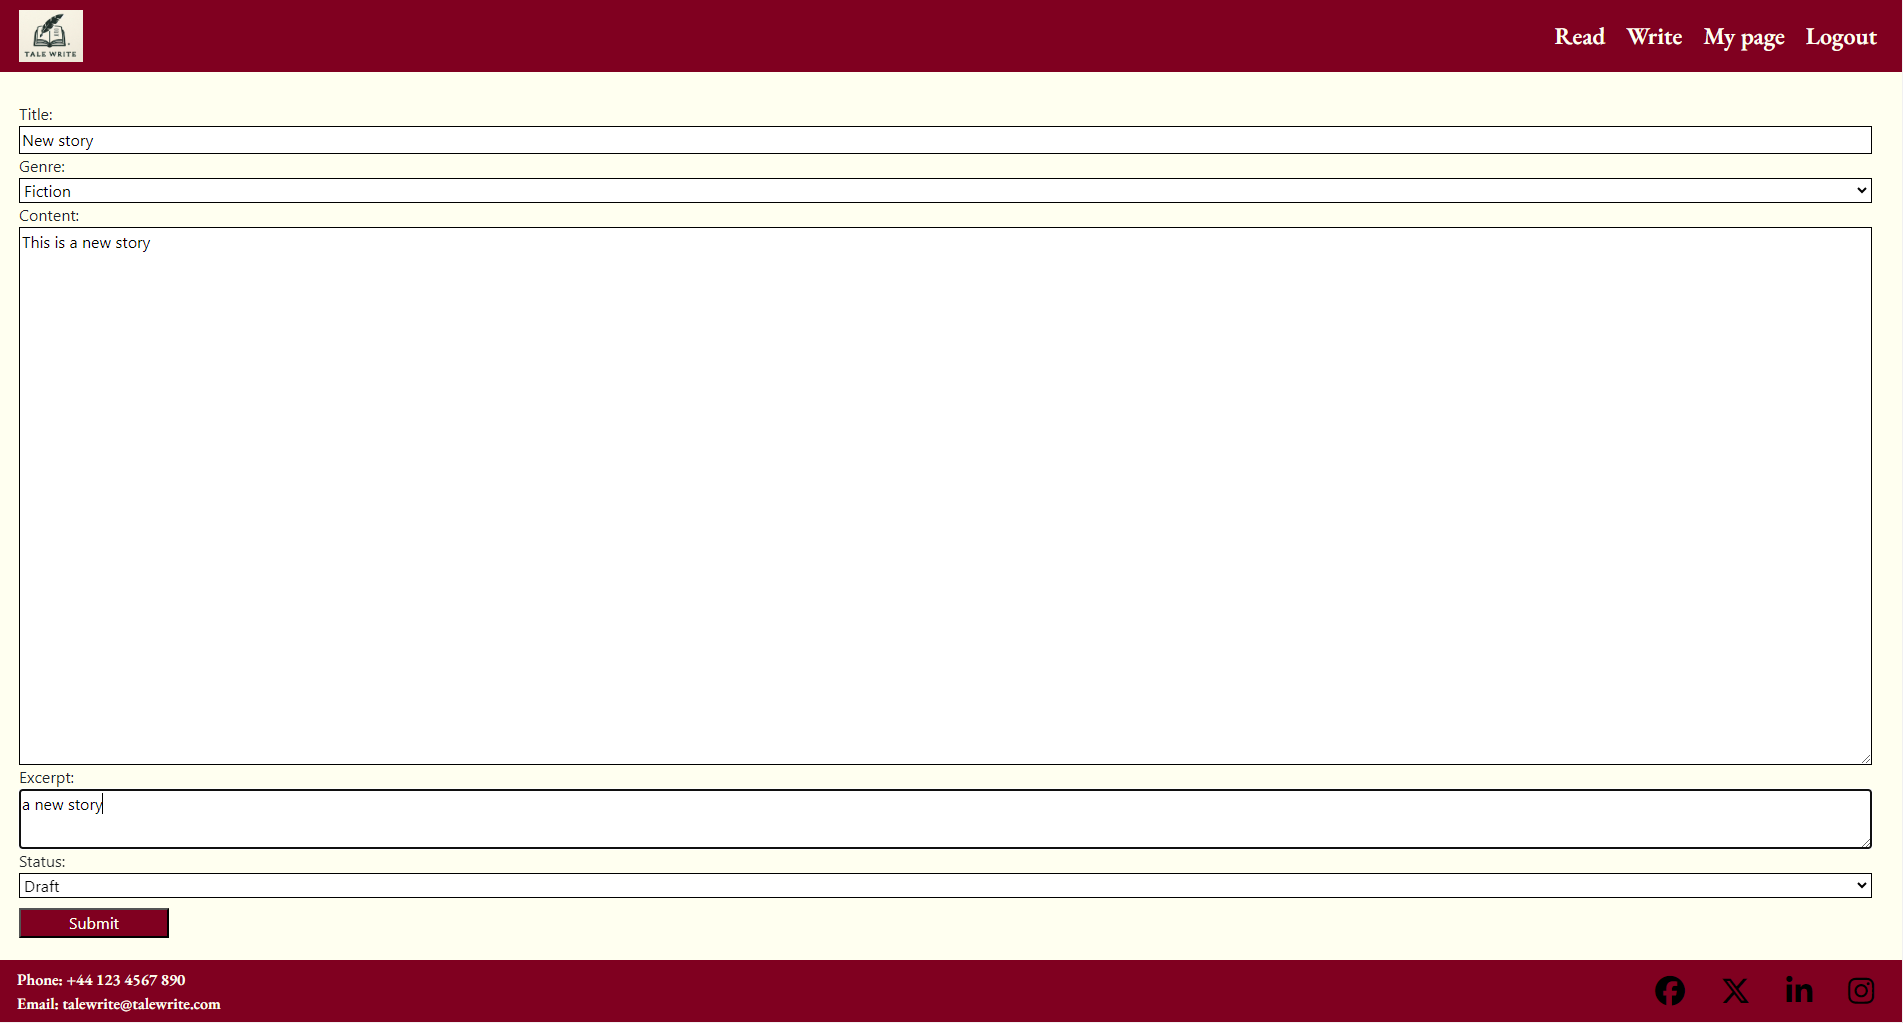 TALE WRITE
Read Write My page Logout
Title:
New story
Genre:
Fiction
Content:
This is a new story
Excerpt:
a new story
Status:
Draft
Submit
Phone: +44 123 4567 890
Email: talewrite@talewrite.com